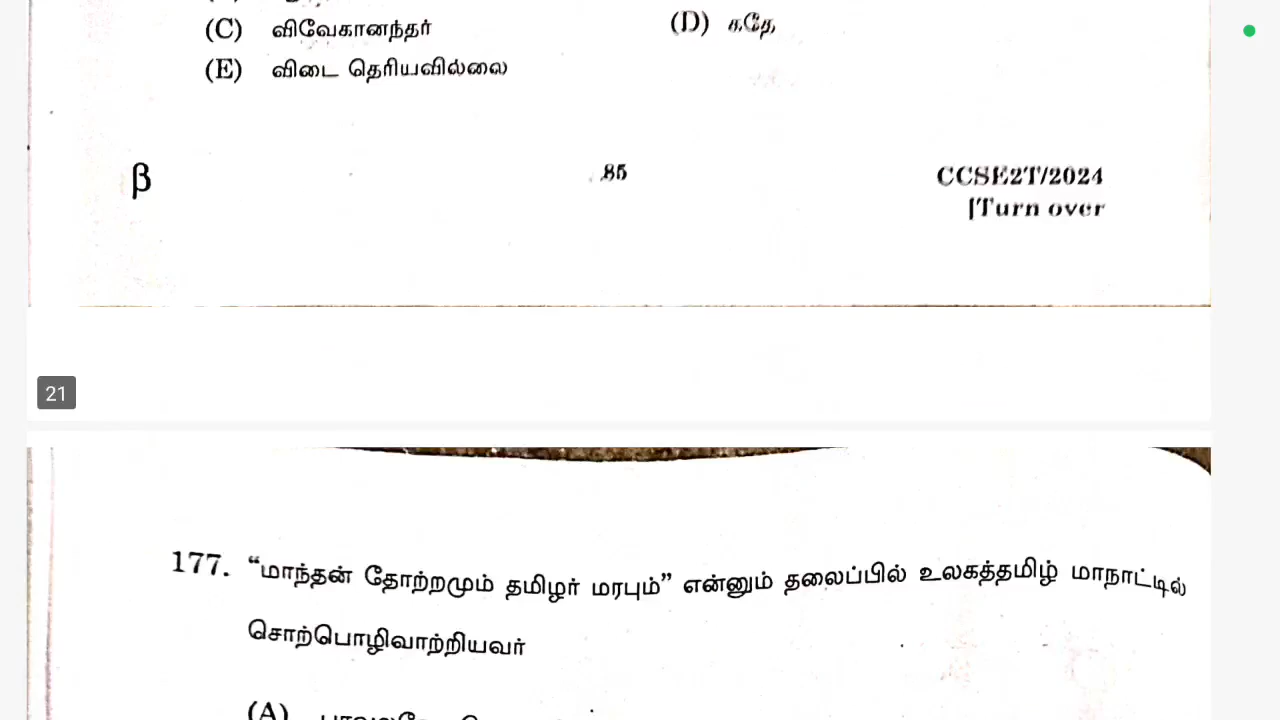 (C) விவேகானந்தர்
(D) கதே
(E) விடை தெரியவில்லை
β
85
CCSE2T/2024
[Turn over
21
177. “மாந்தன் தோற்றமும் தமிழர் மரபும்” என்னும் தலைப்பில் உலகத்தமிழ் மாநாட்டில்
சொற்பொழிவாற்றியவர்
(A)